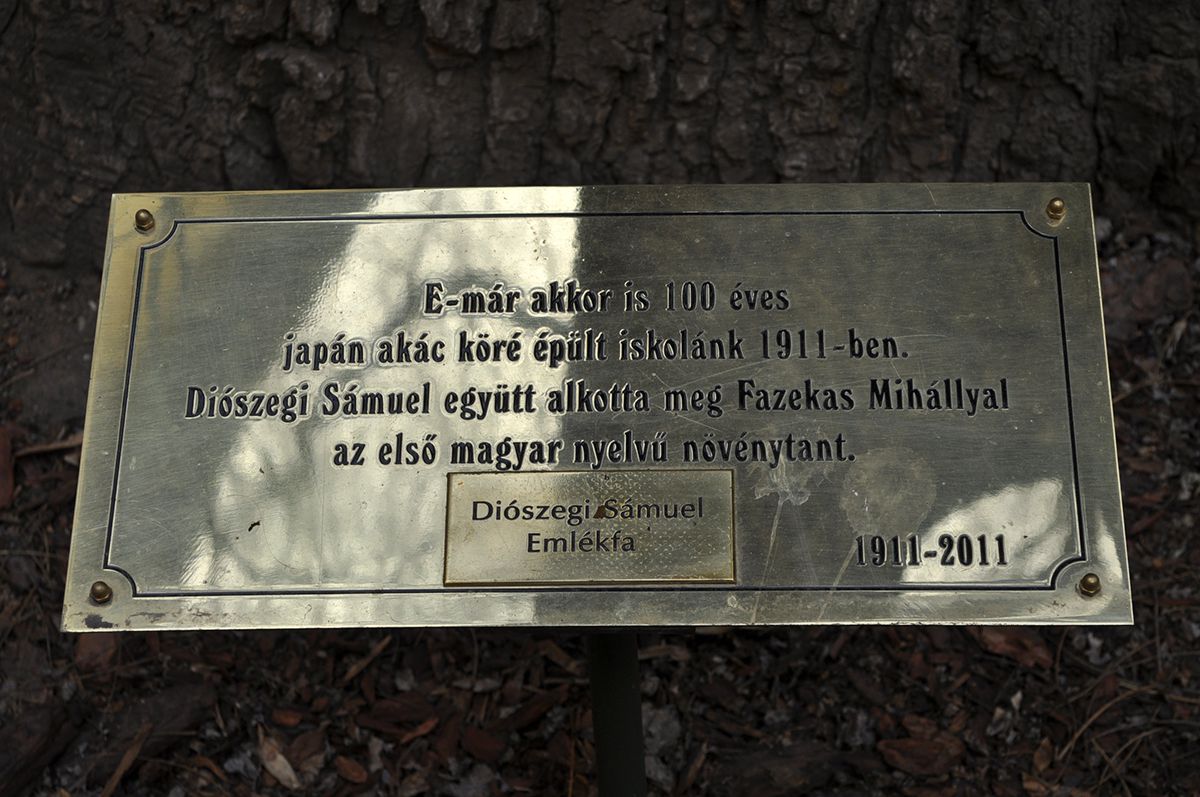 E-már akkor is 100 éves
japán akác köré épült iskolánk 1911-ben.
Diószegi Sámuel együtt alkotta meg Fazekas Mihállyal
az első magyar nyelvű növénytant.
Diószegi Sámuel
Emlékfa
1911-2011